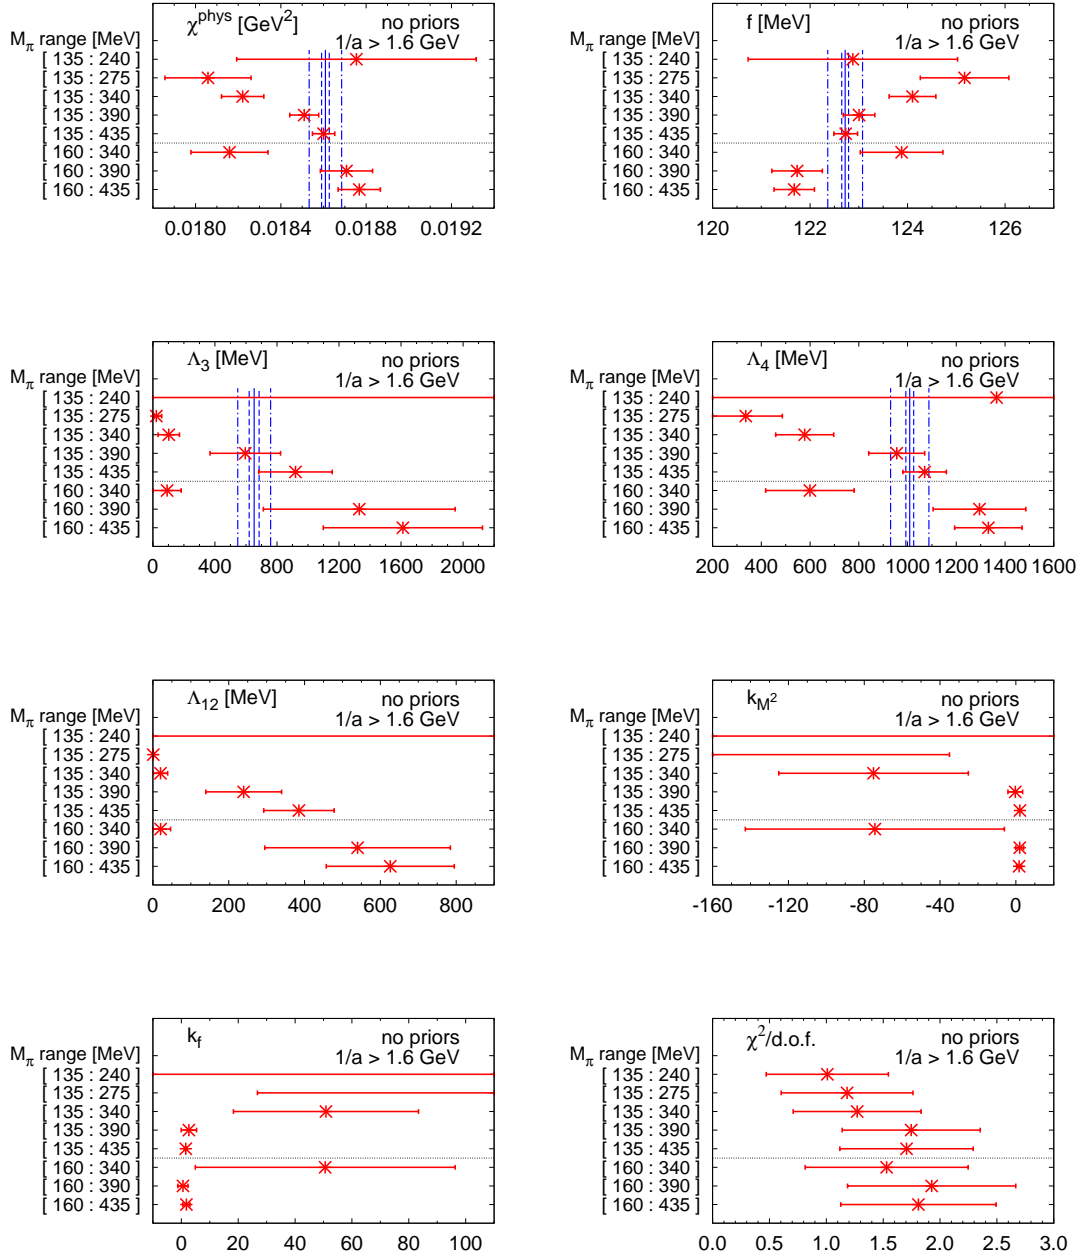 χ^phys [GeV^2]
no priors
1/a > 1.6 GeV
M_π range [MeV]
[ 135 : 240 ]
[ 135 : 275 ]
[ 135 : 340 ]
[ 135 : 390 ]
[ 135 : 435 ]
[ 160 : 340 ]
[ 160 : 390 ]
[ 160 : 435 ]
0.0180 0.0184 0.0188 0.0192
f [MeV]
no priors
1/a > 1.6 GeV
M_π range [MeV]
[ 135 : 240 ]
[ 135 : 275 ]
[ 135 : 340 ]
[ 135 : 390 ]
[ 135 : 435 ]
[ 160 : 340 ]
[ 160 : 390 ]
[ 160 : 435 ]
120 122 124 126
Λ_3 [MeV]
no priors
1/a > 1.6 GeV
M_π range [MeV]
[ 135 : 240 ]
[ 135 : 275 ]
[ 135 : 340 ]
[ 135 : 390 ]
[ 135 : 435 ]
[ 160 : 340 ]
[ 160 : 390 ]
[ 160 : 435 ]
0 400 800 1200 1600 2000
Λ_4 [MeV]
no priors
1/a > 1.6 GeV
M_π range [MeV]
[ 135 : 240 ]
[ 135 : 275 ]
[ 135 : 340 ]
[ 135 : 390 ]
[ 135 : 435 ]
[ 160 : 340 ]
[ 160 : 390 ]
[ 160 : 435 ]
200 400 600 800 1000 1200 1400 1600
Λ_12 [MeV]
no priors
1/a > 1.6 GeV
M_π range [MeV]
[ 135 : 240 ]
[ 135 : 275 ]
[ 135 : 340 ]
[ 135 : 390 ]
[ 135 : 435 ]
[ 160 : 340 ]
[ 160 : 390 ]
[ 160 : 435 ]
0 200 400 600 800
k_M^2
no priors
1/a > 1.6 GeV
M_π range [MeV]
[ 135 : 240 ]
[ 135 : 275 ]
[ 135 : 340 ]
[ 135 : 390 ]
[ 135 : 435 ]
[ 160 : 340 ]
[ 160 : 390 ]
[ 160 : 435 ]
-160 -120 -80 -40 0
k_f
no priors
1/a > 1.6 GeV
M_π range [MeV]
[ 135 : 240 ]
[ 135 : 275 ]
[ 135 : 340 ]
[ 135 : 390 ]
[ 135 : 435 ]
[ 160 : 340 ]
[ 160 : 390 ]
[ 160 : 435 ]
0 20 40 60 80 100
χ^2/d.o.f.
no priors
1/a > 1.6 GeV
M_π range [MeV]
[ 135 : 240 ]
[ 135 : 275 ]
[ 135 : 340 ]
[ 135 : 390 ]
[ 135 : 435 ]
[ 160 : 340 ]
[ 160 : 390 ]
[ 160 : 435 ]
0.0 0.5 1.0 1.5 2.0 2.5 3.0